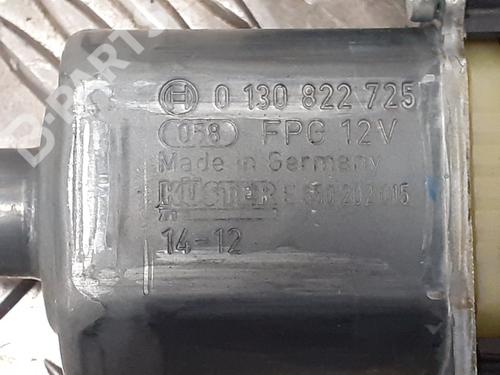 0 130 822 725
058 FPG 12V
Made in Germany
KÜSTER
14-12
B-PARTS